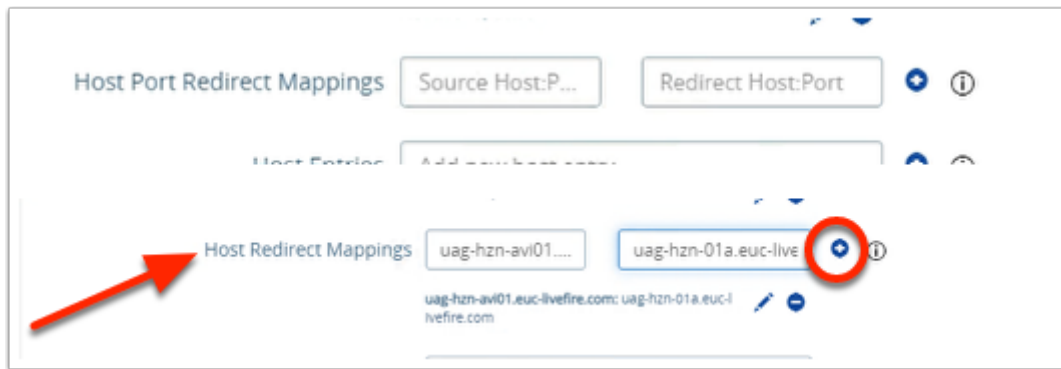 Host Port Redirect Mappings Source Host:P... Redirect Host:Port
Host Entries Add new host entry
Host Redirect Mappings uag-hzn-avi01.... uag-hzn-01a.euc-live
uag-hzn-avi01.euc-livefire.com: uag-hzn-01a.euc-l
ivefire.com